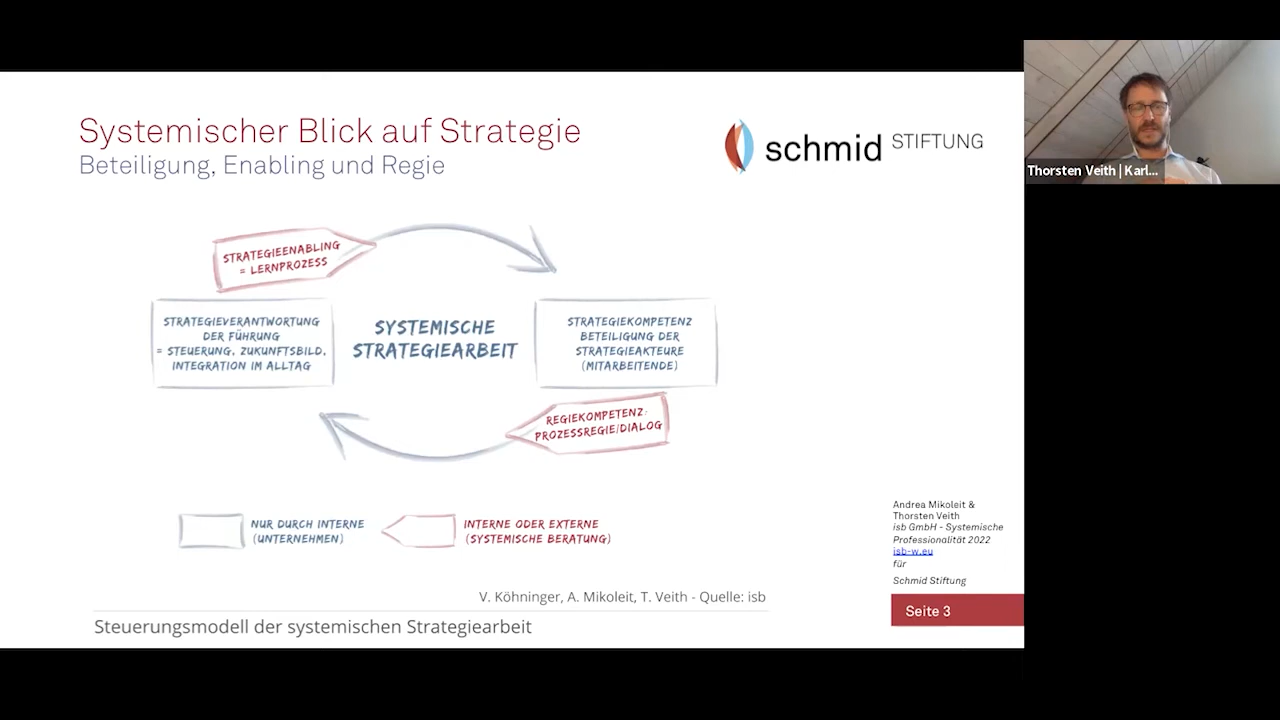 Systemischer Blick auf Strategie
Beteiligung, Enabling und Regie
schmid STIFTUNG
Thorsten Veith | Karl...
STRATEGIEENABLING
= LERNPROZESS
STRATEGIEVERANTWORTUNG
DER FÜHRUNG
= STEUERUNG, ZUKUNFTSBILD,
INTEGRATION IM ALLTAG
SYSTEMISCHE
STRATEGIEARBEIT
STRATEGIEKOMPETENZ
BETEILIGUNG DER
STRATEGIEAKTEURE
(MITARBEITENDE)
REGIEKOMPETENZ:
PROZESSREGIE/DIALOG
NUR DURCH INTERNE
(UNTERNEHMEN)
INTERNE ODER EXTERNE
(SYSTEMISCHE BERATUNG)
V. Köhninger, A. Mikoleit, T. Veith - Quelle: isb
Steuerungsmodell der systemischen Strategiearbeit
Andrea Mikoleit &
Thorsten Veith
isb GmbH - Systemische
Professionalität 2022
isb-w.eu
für
Schmid Stiftung
Seite 3